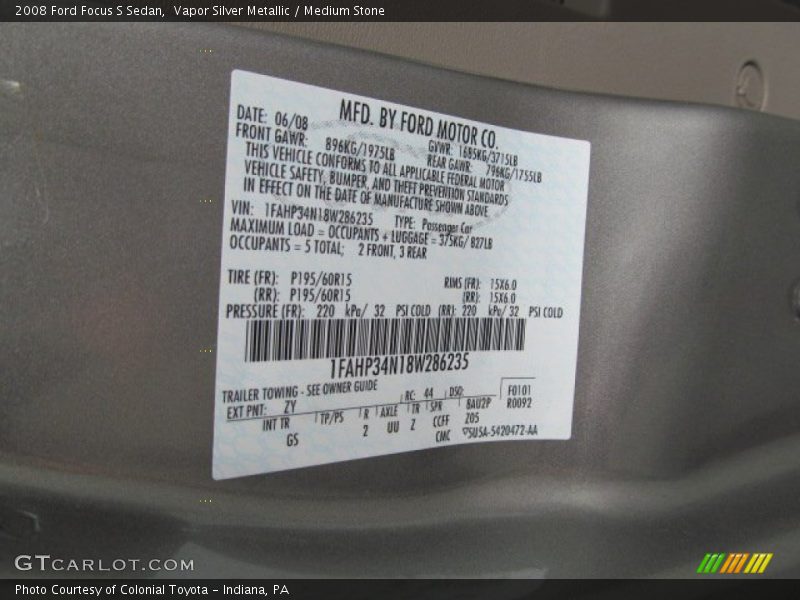 2008 Ford Focus S Sedan,  Vapor Silver Metallic / Medium Stone
MFD. BY FORD MOTOR CO.
DATE: 06/08 GVWR: 1685KG/3715LB
FRONT GAWR: 896KG/1975LB REAR GAWR: 796KG/1755LB
THIS VEHICLE CONFORMS TO ALL APPLICABLE FEDERAL MOTOR
VEHICLE SAFETY, BUMPER, AND THEFT PREVENTION STANDARDS
IN EFFECT ON THE DATE OF MANUFACTURE SHOWN ABOVE
VIN: 1FAHP34N18W286235 TYPE: Passenger Car
MAXIMUM LOAD = OCCUPANTS + LUGGAGE = 375KG/ 827LB
OCCUPANTS = 5 TOTAL; 2 FRONT, 3 REAR
TIRE (FR): P195/60R15 RIMS (FR): 15X6.0
(RR): P195/60R15 (RR): 15X6.0
PRESSURE (FR): 220 kPa/ 32 PSI COLD (RR): 220 kPa/ 32 PSI COLD
1FAHP34N18W286235
TRAILER TOWING - SEE OWNER GUIDE
EXT PNT: ZY RC: 44 DSO: F0101
INT TR TP/PS R AXLE TR SPR 8AU2P R0092
GS 2 UU Z CCFF Z05
CMC 5U5A-5420472-AA
GTCARLOT.COM
Photo Courtesy of Colonial Toyota – Indiana, PA